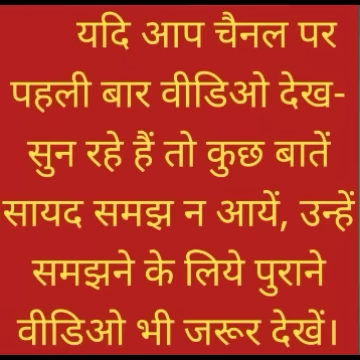 यदि आप चैनल पर
पहली बार वीडिओ देख-
सुन रहे हैं तो कुछ बातें
सायद समझ न आयें, उन्हें
समझने के लिये पुराने
वीडिओ भी जरूर देखें।